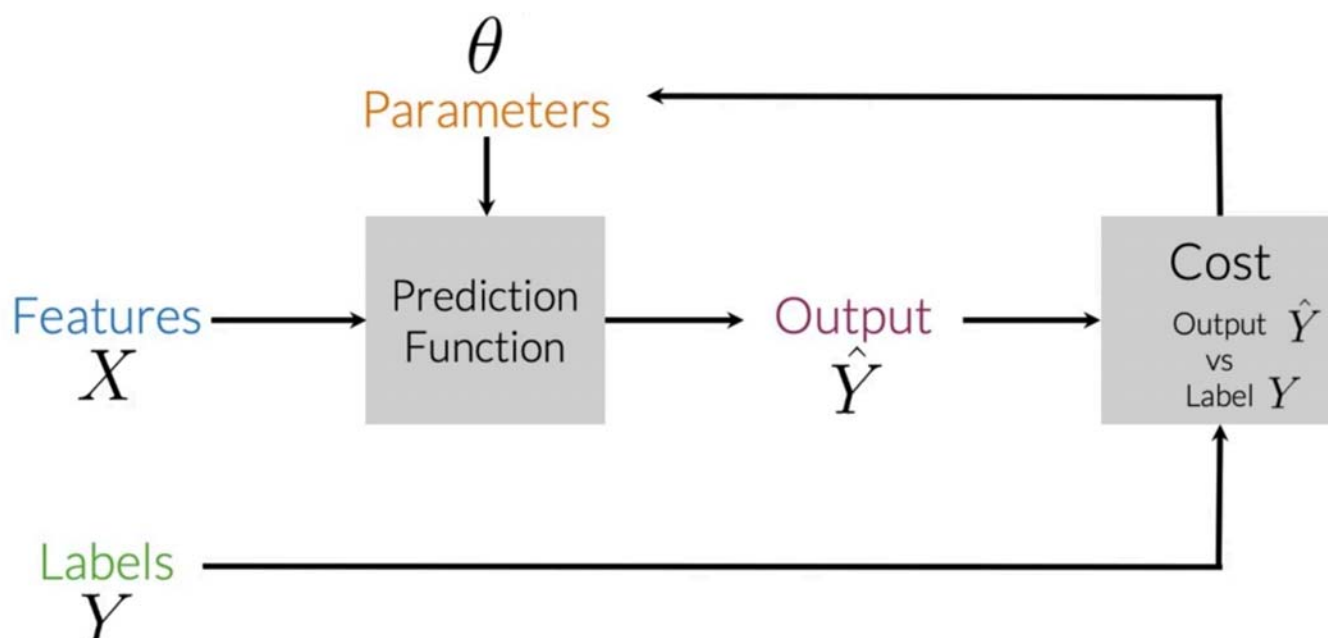 θ
Parameters
Features
X
Prediction
Function
Output
Ŷ
Cost
Output Ŷ
vs
Label Y
Labels
Y